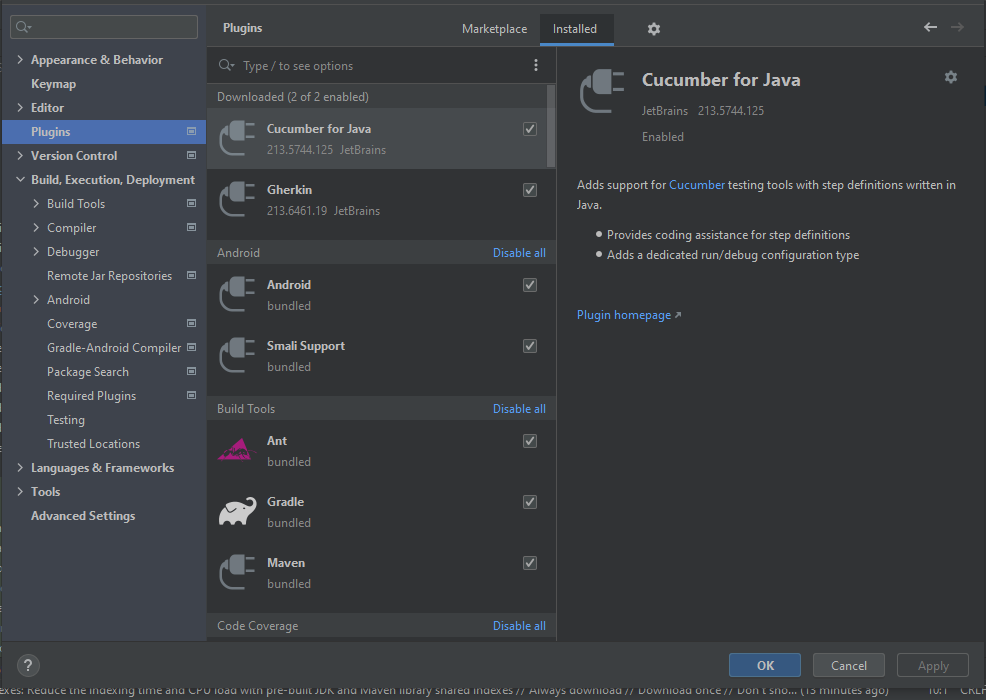 Plugins
Marketplace
Installed
Appearance & Behavior
Keymap
Editor
Plugins
Version Control
Build, Execution, Deployment
Build Tools
Compiler
Debugger
Remote Jar Repositories
Android
Coverage
Gradle-Android Compiler
Package Search
Required Plugins
Testing
Trusted Locations
Languages & Frameworks
Tools
Advanced Settings
Type / to see options
Downloaded (2 of 2 enabled)
Cucumber for Java
213.5744.125 JetBrains
Gherkin
213.6461.19 JetBrains
Android Disable all
Android
bundled
Smali Support
bundled
Build Tools Disable all
Ant
bundled
Gradle
bundled
Maven
bundled
Code Coverage Disable all
Cucumber for Java
JetBrains 213.5744.125
Enabled
Adds support for Cucumber testing tools with step definitions written in
Java.
Provides coding assistance for step definitions
Adds a dedicated run/debug configuration type
Plugin homepage
?
OK
Cancel
Apply
exes: Reduce the indexing time and CPU load with pre-built JDK and Maven library shared indexes // Always download // Download once // Don't sho... (13 minutes ago) 10:1 CRLF